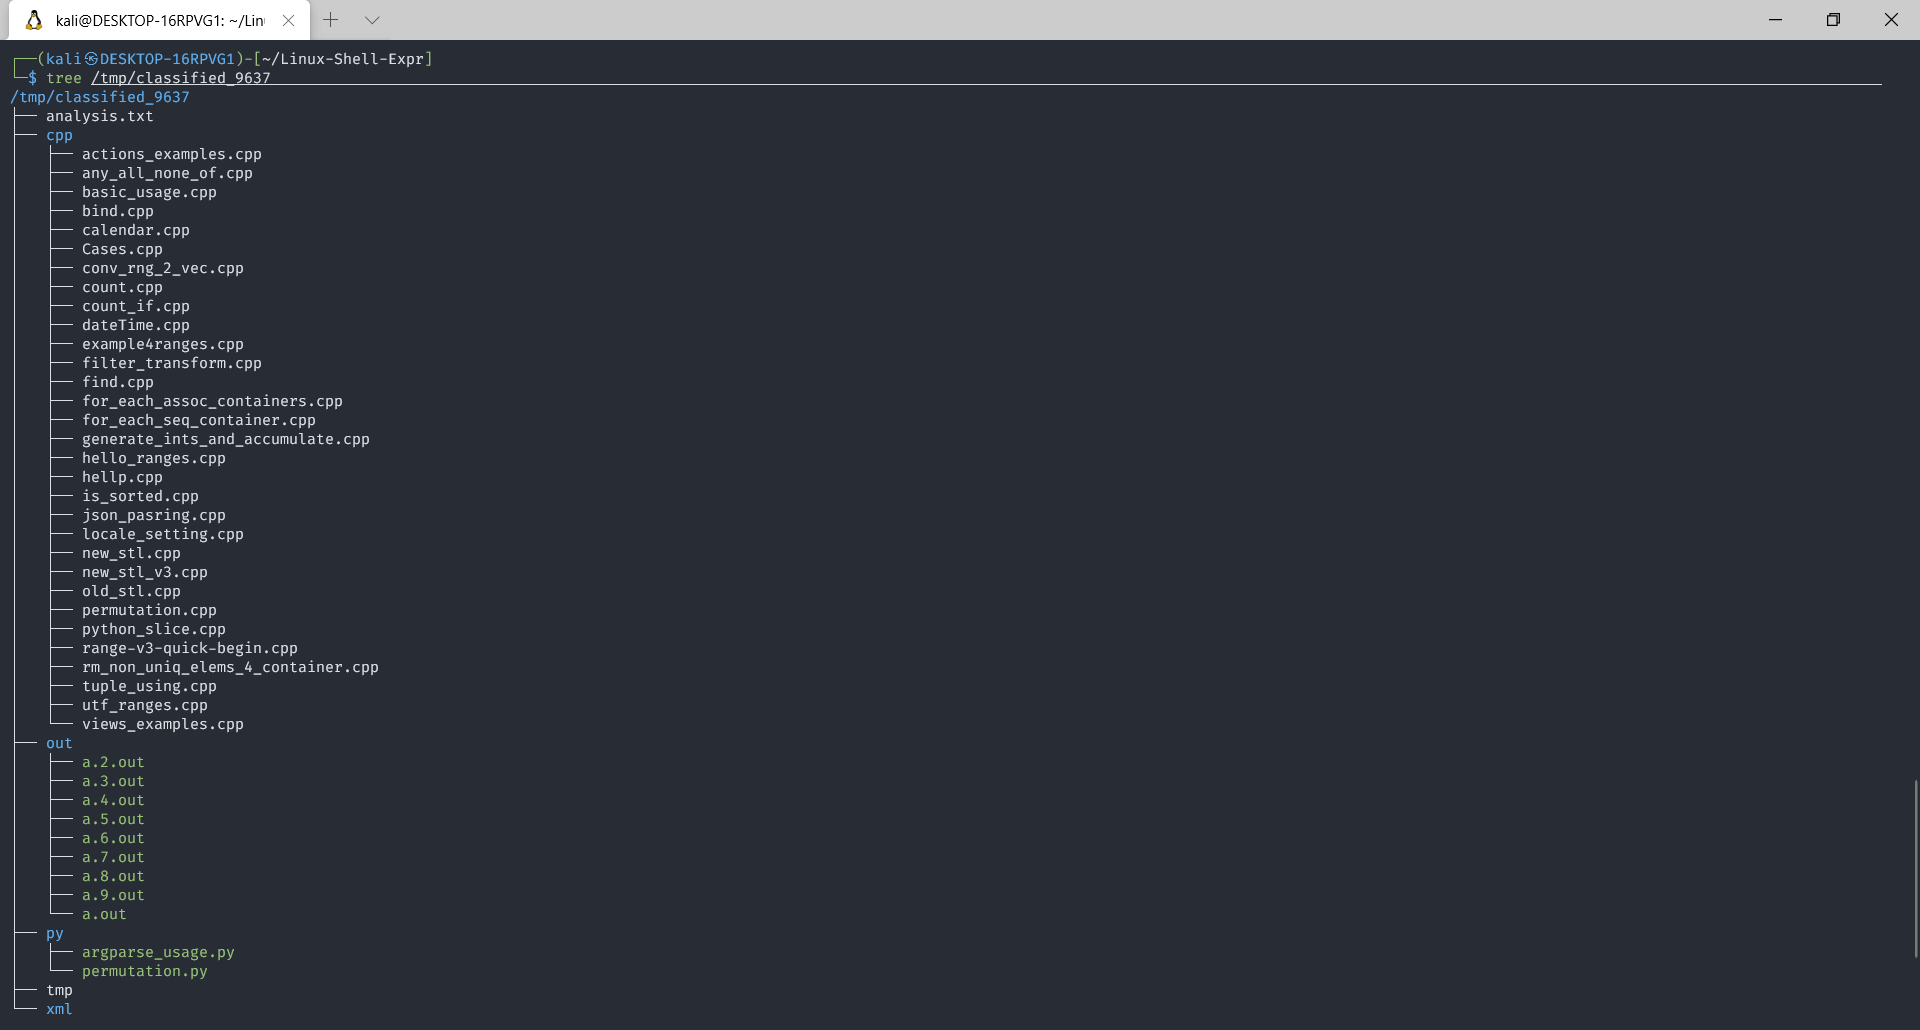 kali@DESKTOP-16RPVG1: ~/Lin
┌──(kali㉿DESKTOP-16RPVG1)-[~/Linux-Shell-Expr]
└─$ tree /tmp/classified_9637
/tmp/classified_9637
├── analysis.txt
├── cpp
│   ├── actions_examples.cpp
│   ├── any_all_none_of.cpp
│   ├── basic_usage.cpp
│   ├── bind.cpp
│   ├── calendar.cpp
│   ├── Cases.cpp
│   ├── conv_rng_2_vec.cpp
│   ├── count.cpp
│   ├── count_if.cpp
│   ├── dateTime.cpp
│   ├── example4ranges.cpp
│   ├── filter_transform.cpp
│   ├── find.cpp
│   ├── for_each_assoc_containers.cpp
│   ├── for_each_seq_container.cpp
│   ├── generate_ints_and_accumulate.cpp
│   ├── hello_ranges.cpp
│   ├── hellp.cpp
│   ├── is_sorted.cpp
│   ├── json_pasring.cpp
│   ├── locale_setting.cpp
│   ├── new_stl.cpp
│   ├── new_stl_v3.cpp
│   ├── old_stl.cpp
│   ├── permutation.cpp
│   ├── python_slice.cpp
│   ├── range-v3-quick-begin.cpp
│   ├── rm_non_uniq_elems_4_container.cpp
│   ├── tuple_using.cpp
│   ├── utf_ranges.cpp
│   └── views_examples.cpp
├── out
│   ├── a.2.out
│   ├── a.3.out
│   ├── a.4.out
│   ├── a.5.out
│   ├── a.6.out
│   ├── a.7.out
│   ├── a.8.out
│   ├── a.9.out
│   └── a.out
├── py
│   ├── argparse_usage.py
│   └── permutation.py
├── tmp
└── xml